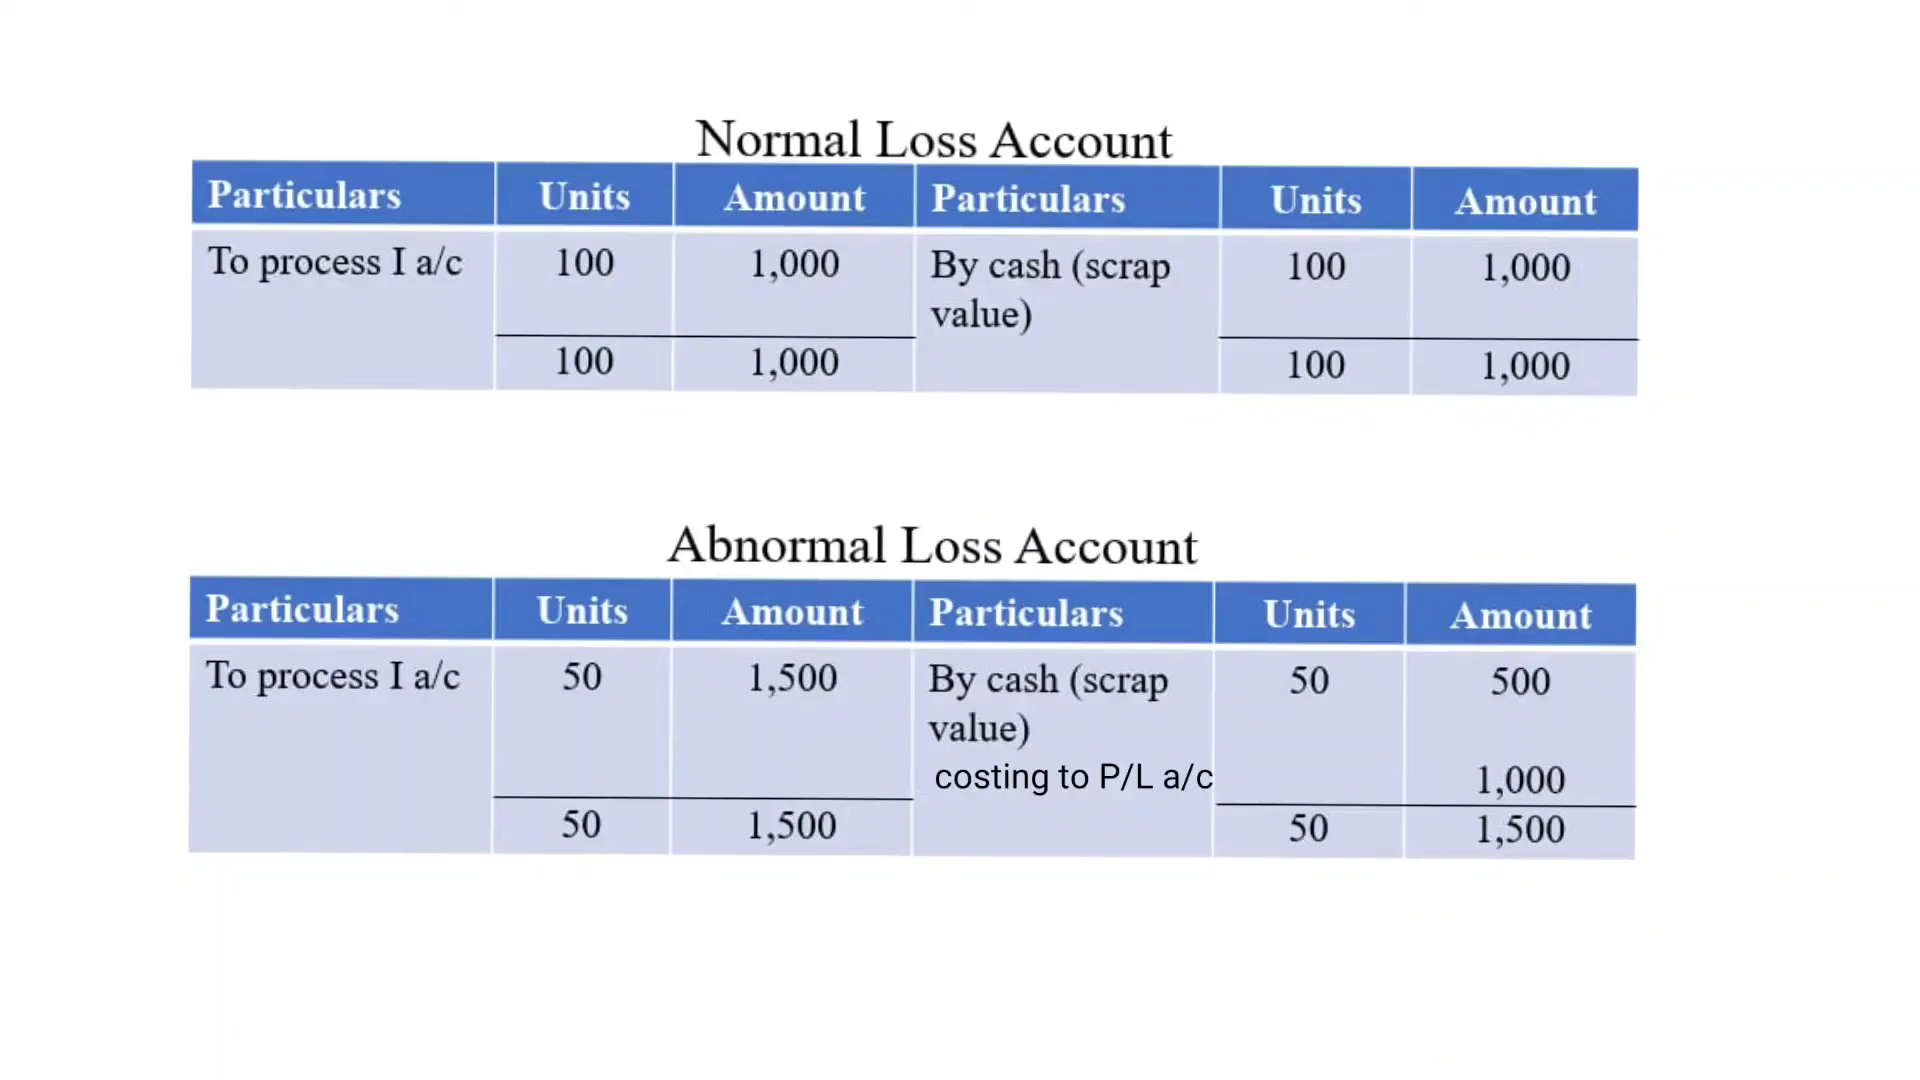 Normal Loss Account
Particulars Units Amount Particulars Units Amount
To process I a/c 100 1,000 By cash (scrap 100 1,000
value)
100 1,000 100 1,000
Abnormal Loss Account
Particulars Units Amount Particulars Units Amount
To process I a/c 50 1,500 By cash (scrap 50 500
value)
costing to P/L a/c 1,000
50 1,500 50 1,500